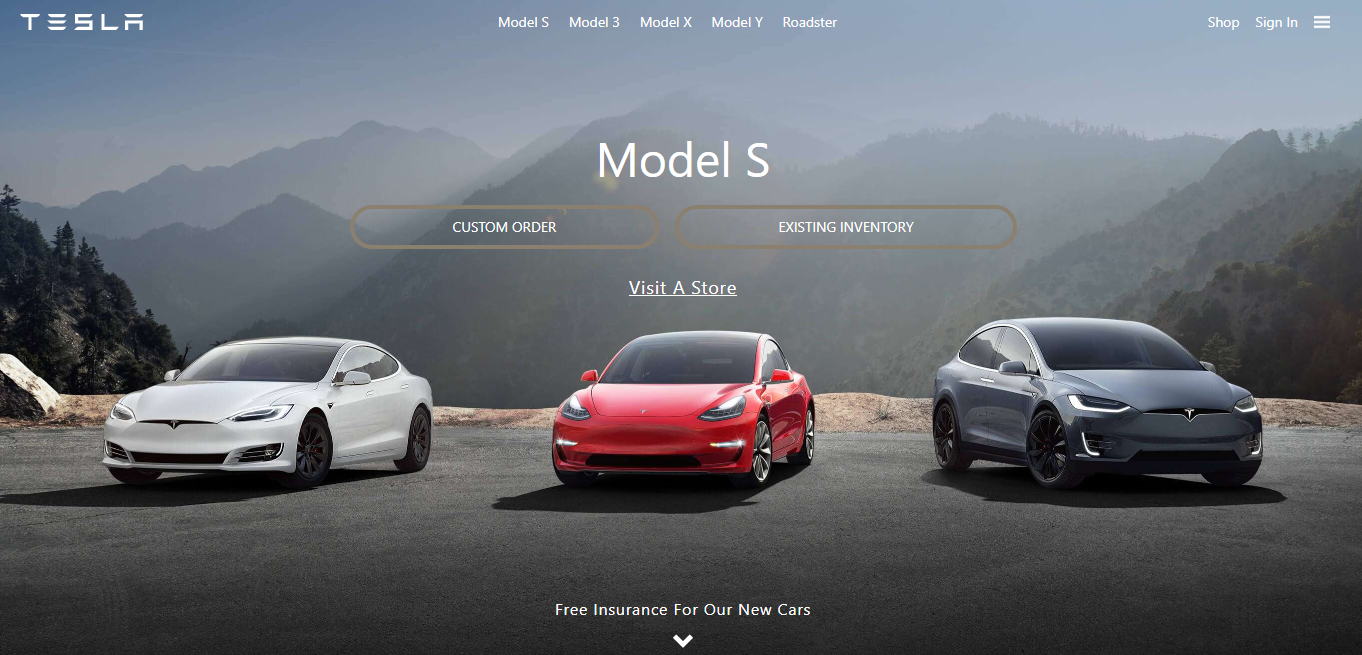 TESLA
Model S Model 3 Model X Model Y Roadster
Shop Sign In
Model S
CUSTOM ORDER
EXISTING INVENTORY
Visit A Store
Free Insurance For Our New Cars